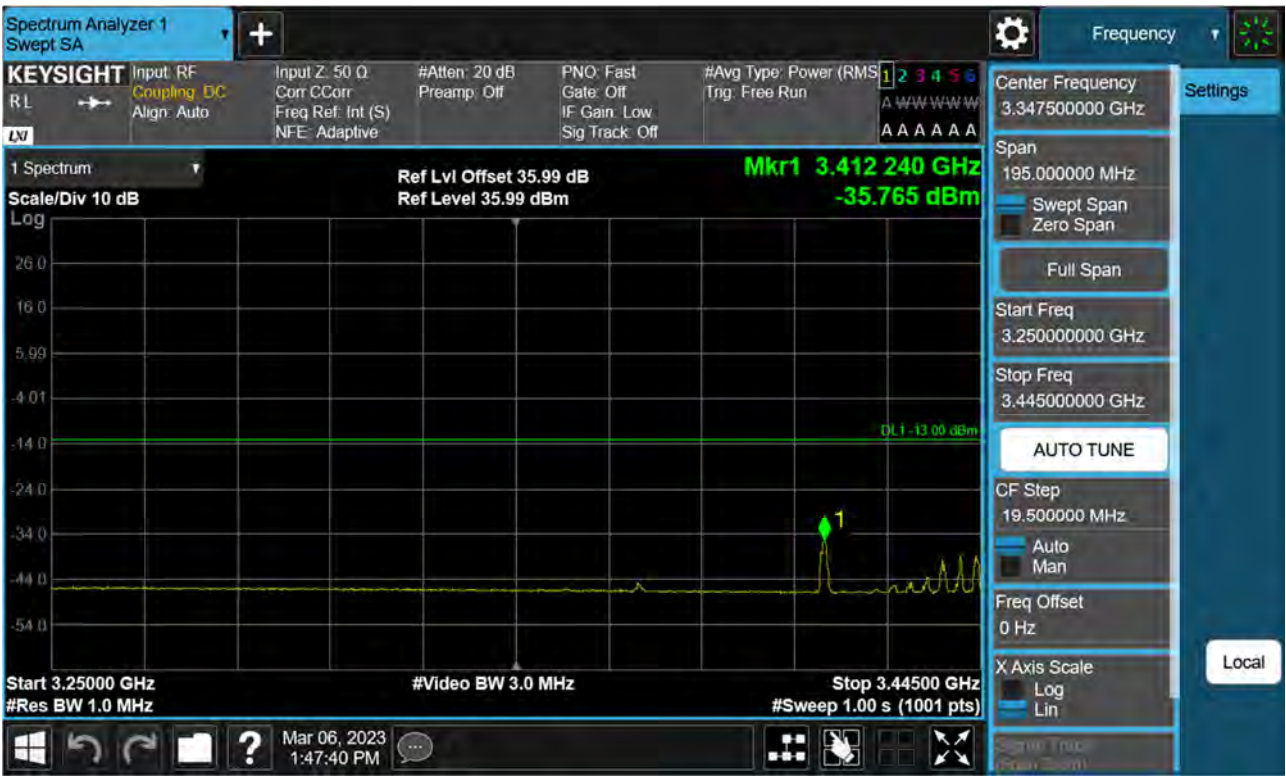 Spectrum Analyzer 1
Swept SA
+
Frequency
KEYSIGHT
RL
LXI
Input: RF
Coupling: DC
Align: Auto
Input Z: 50 Ω
Corr CCorr
Freq Ref: Int (S)
NFE: Adaptive
#Atten: 20 dB
Preamp: Off
PNO: Fast
Gate: Off
IF Gain: Low
Sig Track: Off
#Avg Type: Power (RMS
Trig: Free Run
1 2 3 4 5 6
A W W W W W
A A A A A A
1 Spectrum
Scale/Div 10 dB
Ref Lvl Offset 35.99 dB
Ref Level 35.99 dBm
Mkr1 3.412 240 GHz
-35.765 dBm
Log
26.0
16.0
5.99
-4.01
-14.0
-24.0
-34.0
-44.0
-54.0
DL1 -13.00 dBm
1
Start 3.25000 GHz
#Res BW 1.0 MHz
#Video BW 3.0 MHz
Stop 3.44500 GHz
#Sweep 1.00 s (1001 pts)
?
Mar 06, 2023
1:47:40 PM
Center Frequency
3.347500000 GHz
Span
195.000000 MHz
Swept Span
Zero Span
Full Span
Start Freq
3.250000000 GHz
Stop Freq
3.445000000 GHz
AUTO TUNE
CF Step
19.500000 MHz
Auto
Man
Freq Offset
0 Hz
X Axis Scale
Log
Lin
Signal Track
(Span Zoom)
Settings
Local